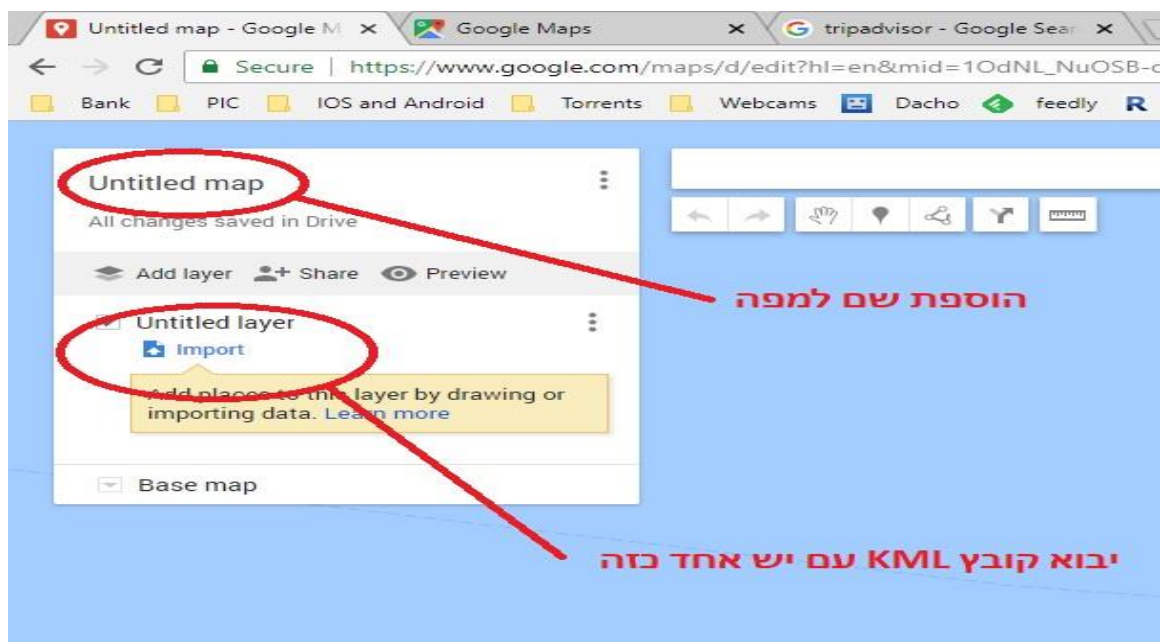 Untitled map - Google M
Google Maps
tripadvisor - Google Sear
Secure | https://www.google.com/maps/d/edit?hl=en&mid=1OdNL_NuOSB-c
Bank PIC IOS and Android Torrents Webcams Dacho feedly R
Untitled map
All changes saved in Drive
Add layer Share Preview
הוספת שם למפה
Untitled layer
Import
Add places to this layer by drawing or
importing data. Learn more
Base map
יבוא קובץ KML עם יש אחד כזה